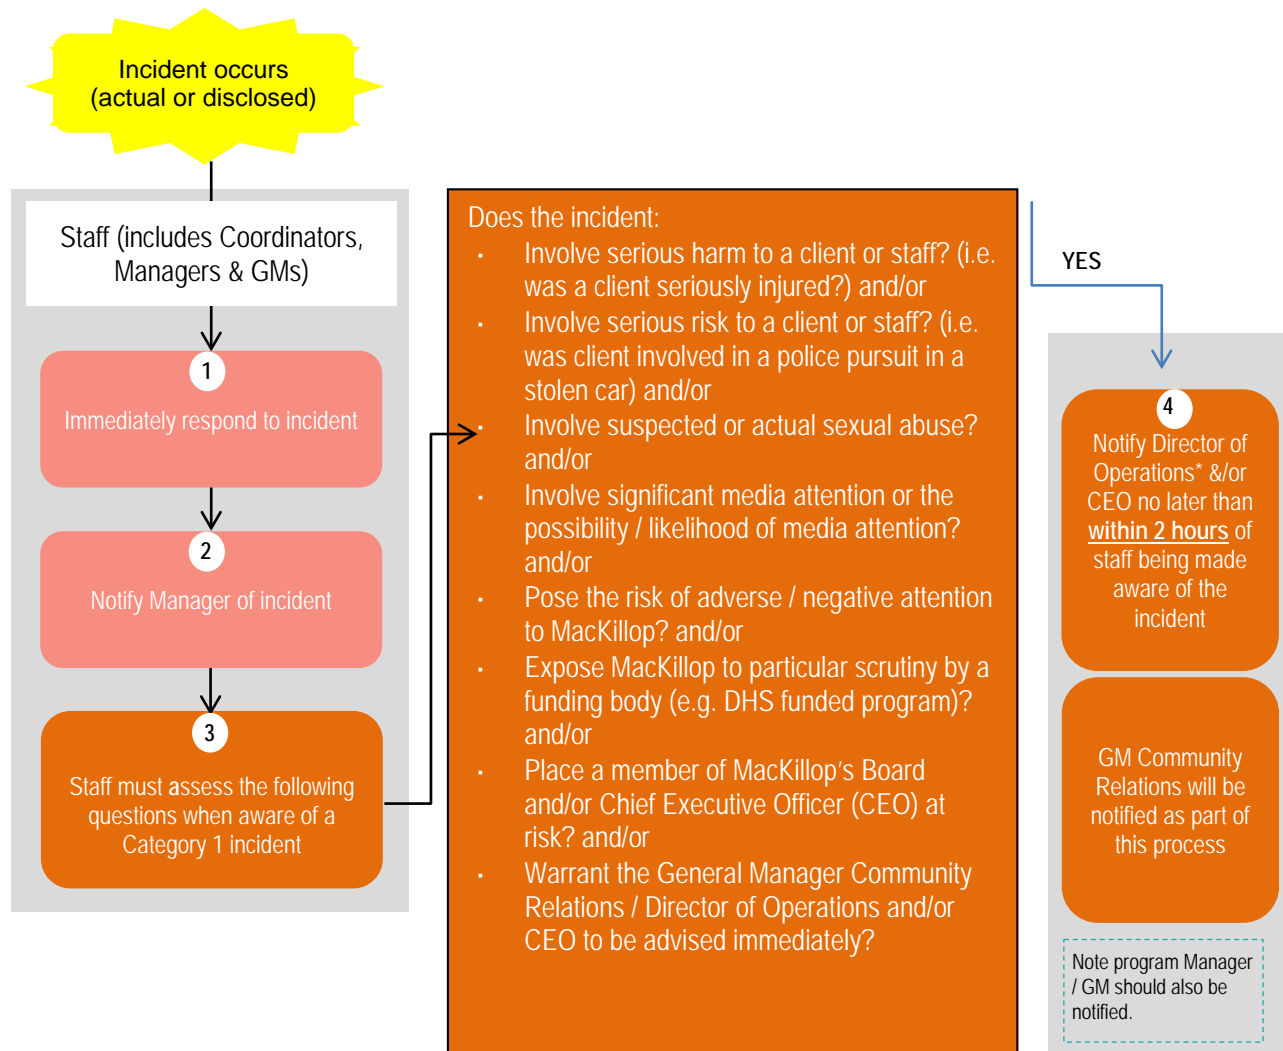 Incident occurs
(actual or disclosed)
Staff (includes Coordinators,
Managers & GMs)
1
Immediately respond to incident
2
Notify Manager of incident
3
Staff must assess the following
questions when aware of a
Category 1 incident
Does the incident:
· Involve serious harm to a client or staff? (i.e.
was a client seriously injured?) and/or
· Involve serious risk to a client or staff? (i.e.
was client involved in a police pursuit in a
stolen car) and/or
· Involve suspected or actual sexual abuse?
and/or
· Involve significant media attention or the
possibility / likelihood of media attention?
and/or
· Pose the risk of adverse / negative attention
to MacKillop? and/or
· Expose MacKillop to particular scrutiny by a
funding body (e.g. DHS funded program)?
and/or
· Place a member of MacKillop's Board
and/or Chief Executive Officer (CEO) at
risk? and/or
· Warrant the General Manager Community
Relations / Director of Operations and/or
CEO to be advised immediately?
YES
4
Notify Director of
Operations* &/or
CEO no later than
within 2 hours of
staff being made
aware of the
incident
GM Community
Relations will be
notified as part of
this process
Note program Manager
/ GM should also be
notified.